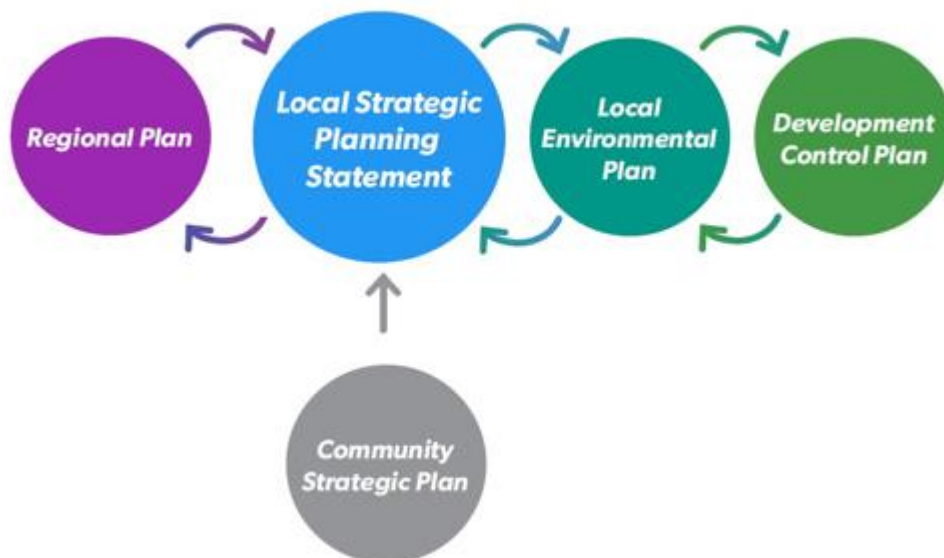 Regional Plan
Local Strategic
Planning
Statement
Local
Environmental
Plan
Development
Control Plan
Community
Strategic Plan